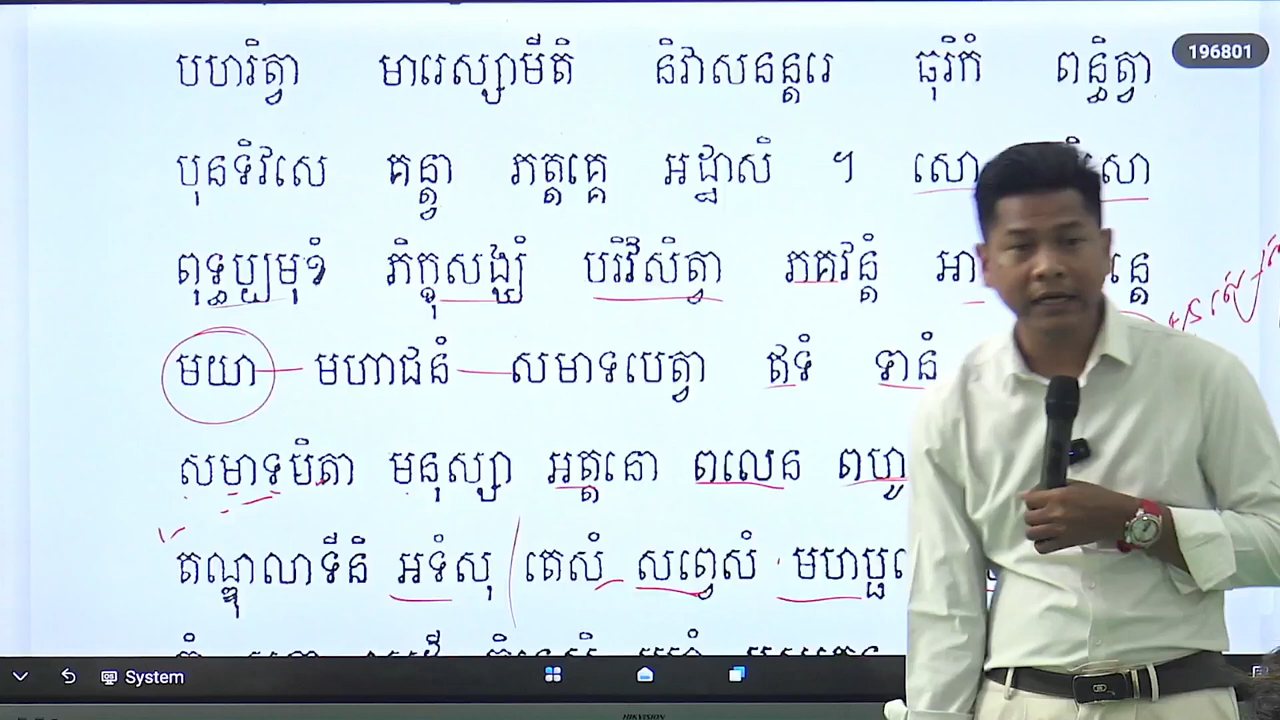 196801
បហរិត្វា មារេស្សាមីតិ និវាសនន្តរេ ធុរិកំ ពន្ធិត្វា
បុនទិវសេ គន្ត្វា ភត្តគ្គេ អដ្ឋាសិ ។ សោ
ពុទ្ធប្បមុខំ ភិក្ខុសង្ឃំ បរិវិសិត្វា ភគវន្តំ
មយា មហាជនំ សមាទបេត្វា ឥទំ ទានំ
សមាទបិតា មនុស្សា អត្តនោ ពលេន ពហូ
តណ្ឌុលាទីនិ អទំសុ តេសំ សព្វេសំ មហប្ផ
System
HIKVISION